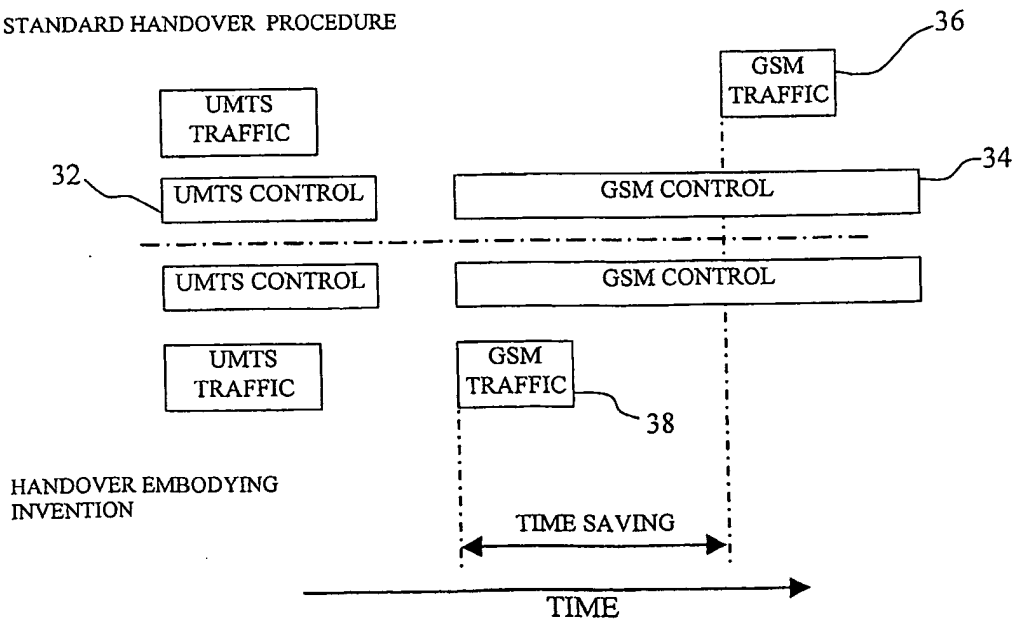 STANDARD HANDOVER PROCEDURE
36
GSM
TRAFFIC
UMTS
TRAFFIC
32
34
UMTS CONTROL
GSM CONTROL
UMTS CONTROL
GSM CONTROL
UMTS
TRAFFIC
GSM
TRAFFIC
38
HANDOVER EMBODYING
INVENTION
TIME SAVING
TIME